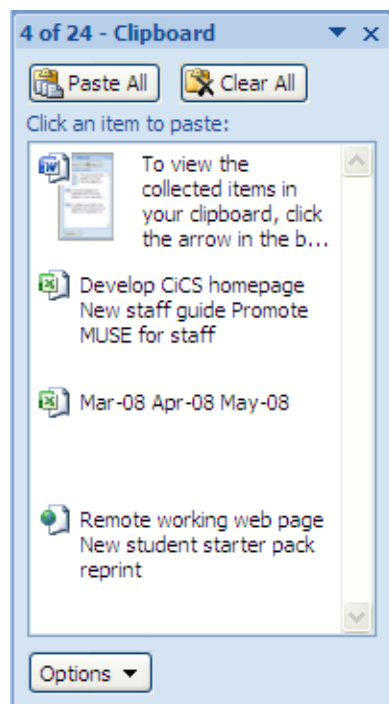 4 of 24 - Clipboard
Paste All
Clear All
Click an item to paste:
To view the
collected items in
your clipboard, click
the arrow in the b...
Develop CiCS homepage
New staff guide Promote
MUSE for staff
Mar-08 Apr-08 May-08
Remote working web page
New student starter pack
reprint
Options